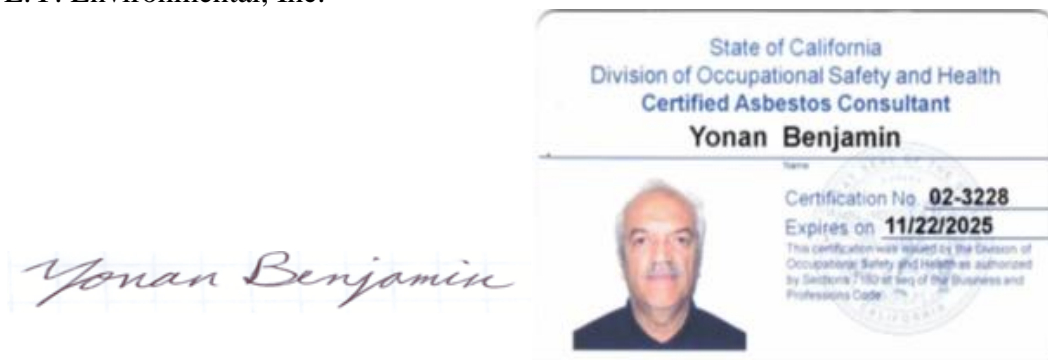 State of California
Division of Occupational Safety and Health
Certified Asbestos Consultant
Yonan Benjamin
Name
Certification No. 02-3228
Expires on 11/22/2025
This certification was issued by the Division of
Occupational Safety and Health as authorized
by Sections 7180 et seq of the Business and
Professions Code
CALIFORNIA
Yonan Benjamin